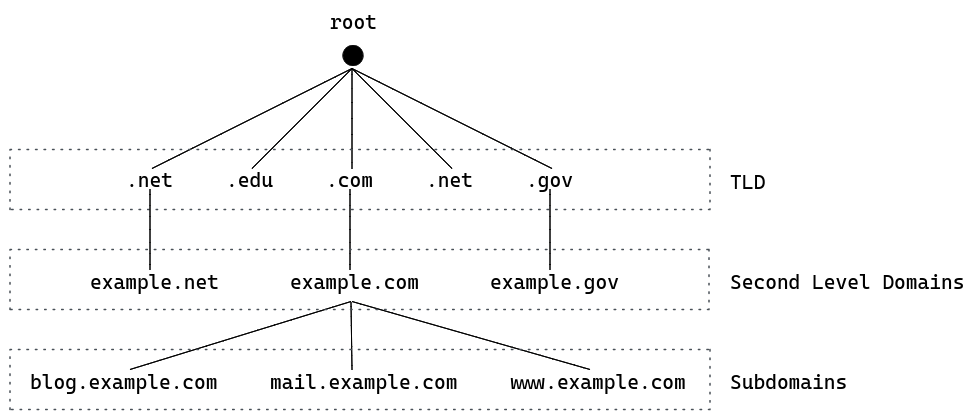 root
.net .edu .com .net .gov TLD
example.net example.com example.gov Second Level Domains
blog.example.com mail.example.com www.example.com Subdomains